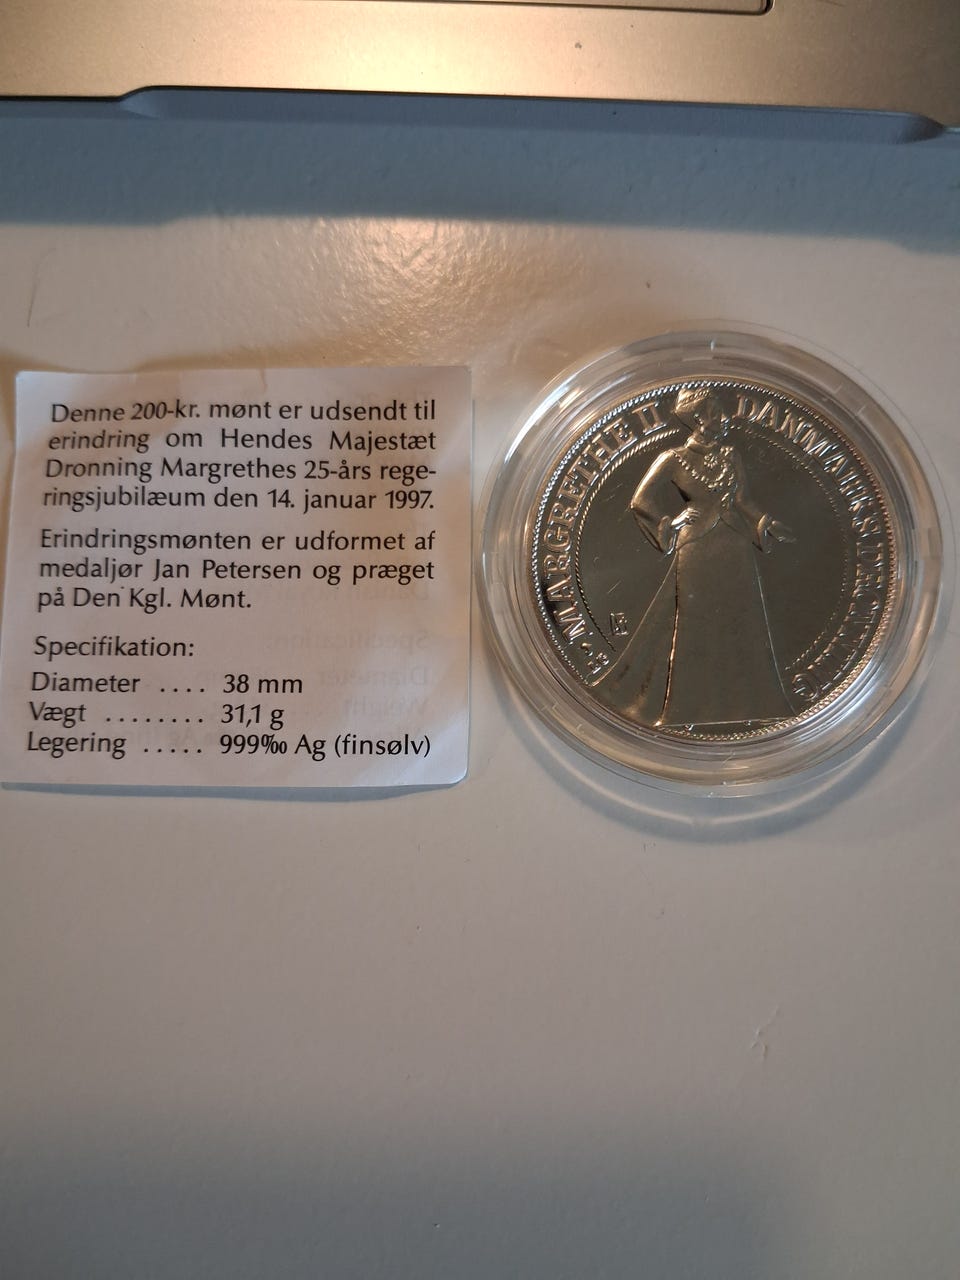 Denne 200-kr. mønt er udsendt til
erindring om Hendes Majestæt
Dronning Margrethes 25-års rege-
ringsjubilæum den 14. januar 1997.
Erindringsmønten er udformet af
medaljør Jan Petersen og præget
på Den Kgl. Mønt.
Specifikation:
Diameter .... 38 mm
Vægt ........ 31,1 g
Legering ..... 999‰ Ag (finsølv)
MARGRETHE II DANMARKS DRONNING